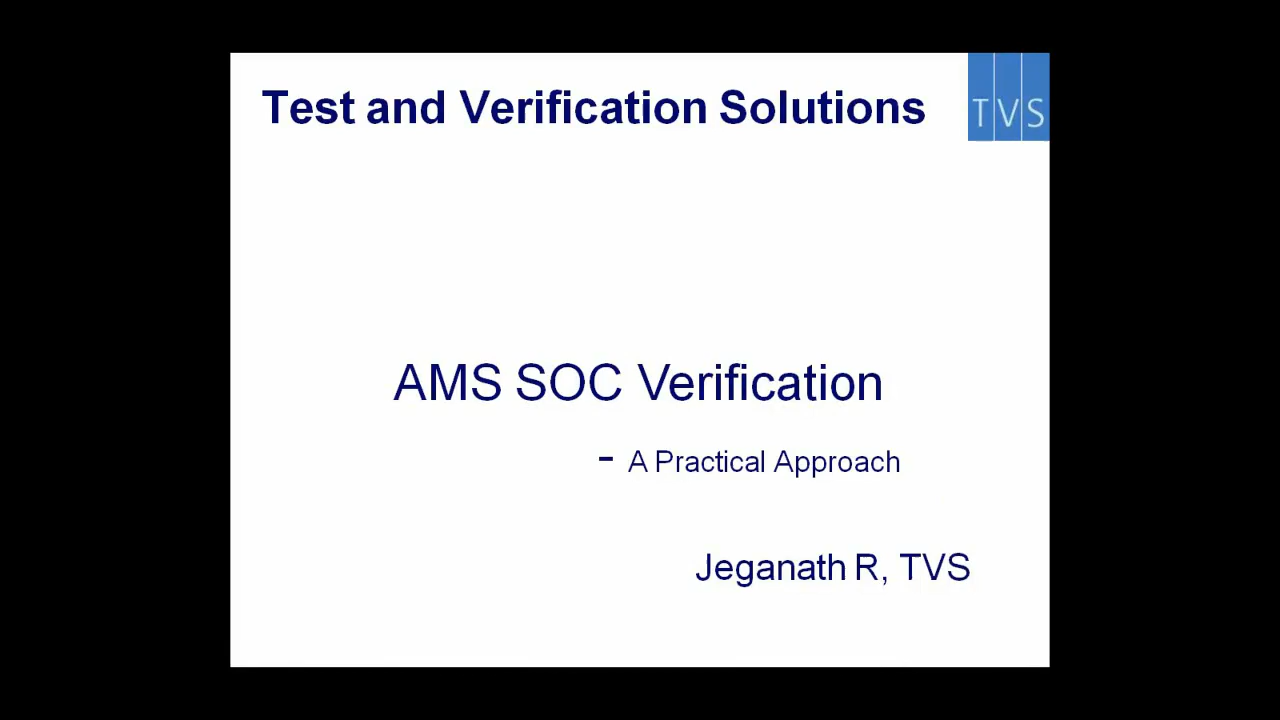 Test and Verification Solutions
TVS
AMS SOC Verification
- A Practical Approach
Jeganath R, TVS